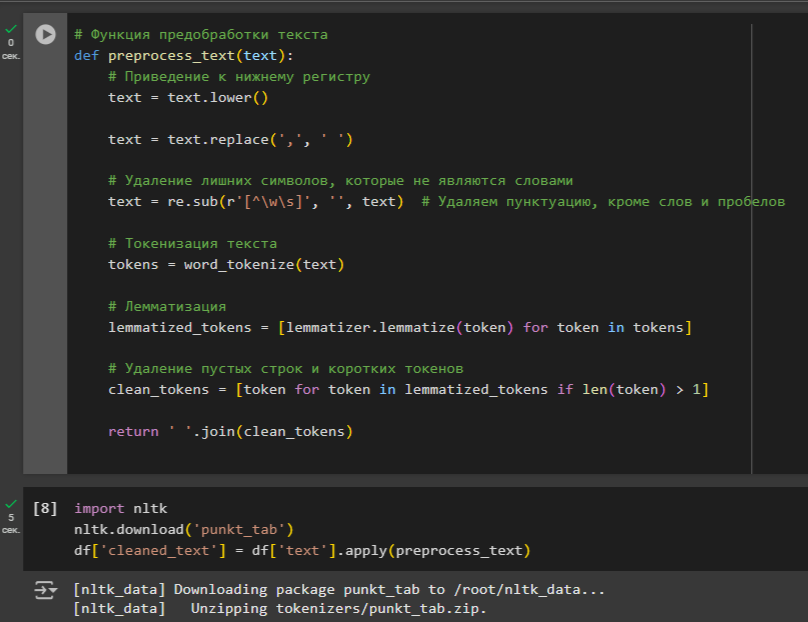 # Функция предобработки текста
0
сек.
def preprocess_text(text):
    # Приведение к нижнему регистру
    text = text.lower()
    text = text.replace(',', ' ')
    # Удаление лишних символов, которые не являются словами
    text = re.sub(r'[^\w\s]', '', text)  # Удаляем пунктуацию, кроме слов и пробелов
    # Токенизация текста
    tokens = word_tokenize(text)
    # Лемматизация
    lemmatized_tokens = [lemmatizer.lemmatize(token) for token in tokens]
    # Удаление пустых строк и коротких токенов
    clean_tokens = [token for token in lemmatized_tokens if len(token) > 1]
    return ' '.join(clean_tokens)
5
сек.
[8] import nltk
nltk.download('punkt_tab')
df['cleaned_text'] = df['text'].apply(preprocess_text)
[nltk_data] Downloading package punkt_tab to /root/nltk_data...
[nltk_data]   Unzipping tokenizers/punkt_tab.zip.